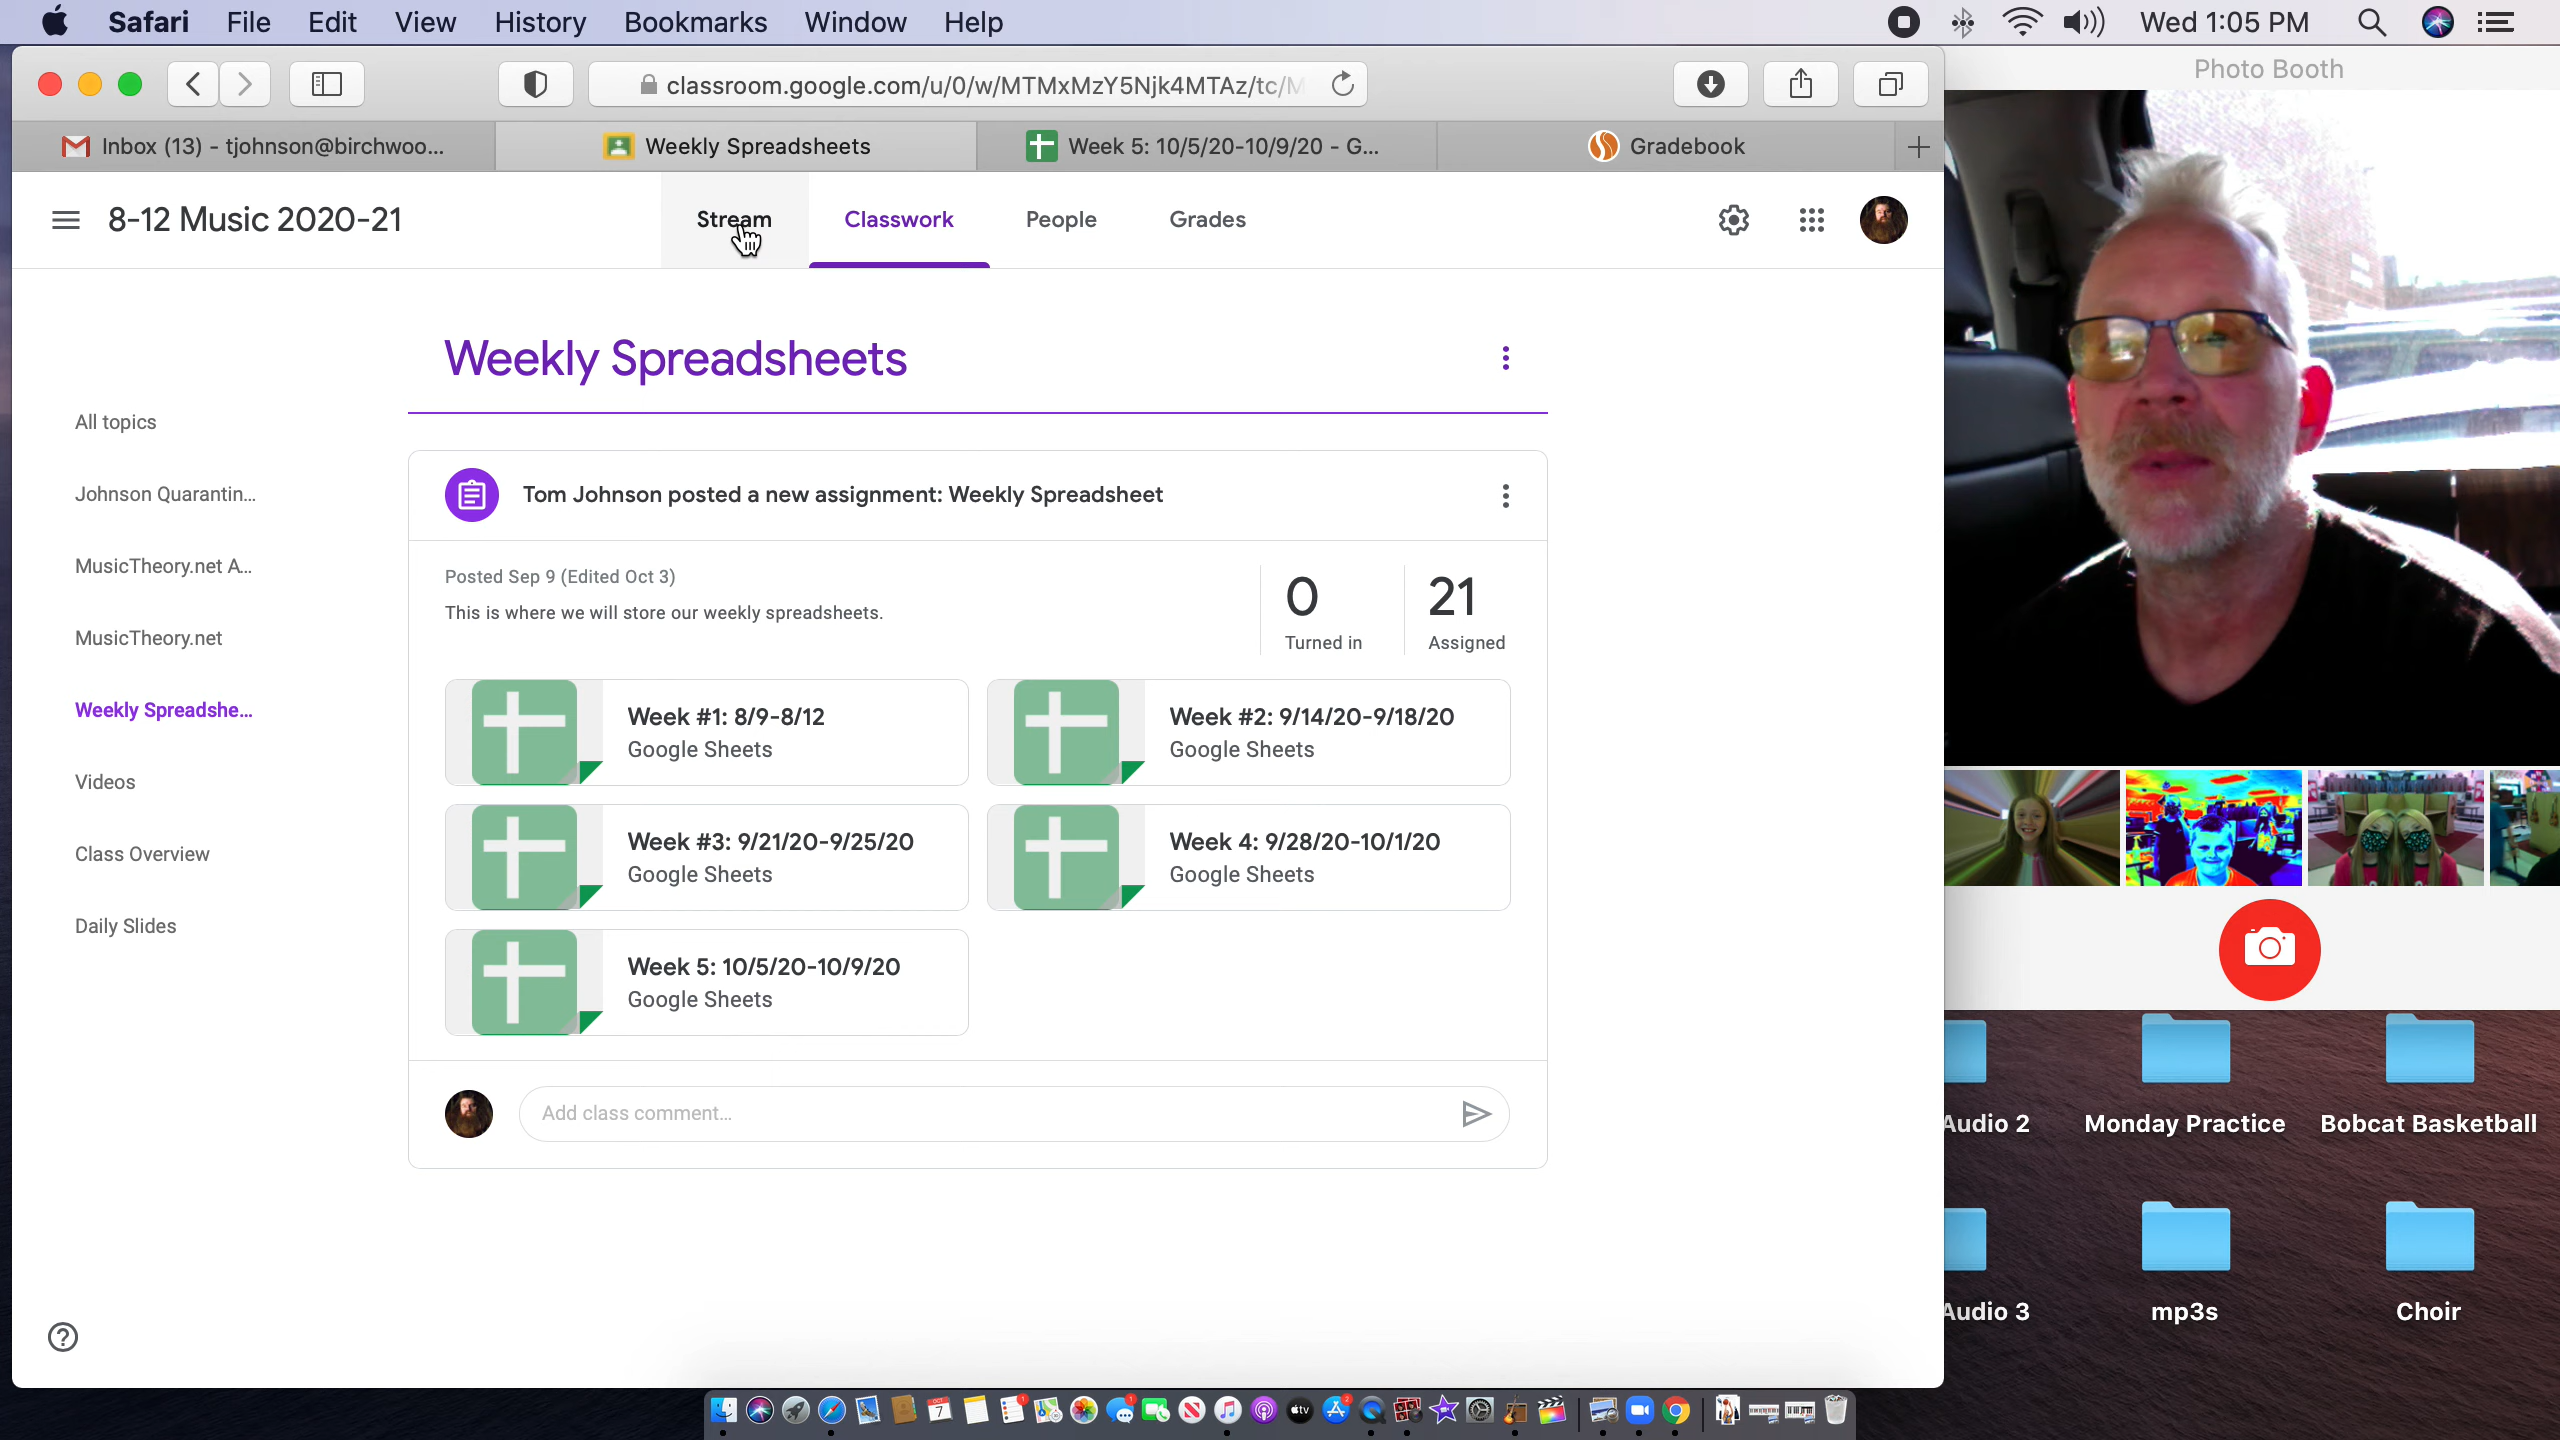 Safari File Edit View History Bookmarks Window Help
Wed 1:05 PM
classroom.google.com/u/0/w/MTMxMzY5Njk4MTAz/tc/M
Photo Booth
Inbox (13) - tjohnson@birchwoo...
Weekly Spreadsheets
Week 5: 10/5/20-10/9/20 - G...
Gradebook
8-12 Music 2020-21
Stream
Classwork
People
Grades
Weekly Spreadsheets
All topics
Johnson Quarantin...
MusicTheory.net A...
MusicTheory.net
Weekly Spreadshe...
Videos
Class Overview
Daily Slides
Tom Johnson posted a new assignment: Weekly Spreadsheet
Posted Sep 9 (Edited Oct 3)
This is where we will store our weekly spreadsheets.
0
Turned in
21
Assigned
Week #1: 8/9-8/12
Google Sheets
Week #2: 9/14/20-9/18/20
Google Sheets
Week #3: 9/21/20-9/25/20
Google Sheets
Week 4: 9/28/20-10/1/20
Google Sheets
Week 5: 10/5/20-10/9/20
Google Sheets
Add class comment...
Audio 2
Monday Practice
Bobcat Basketball
Audio 3
mp3s
Choir